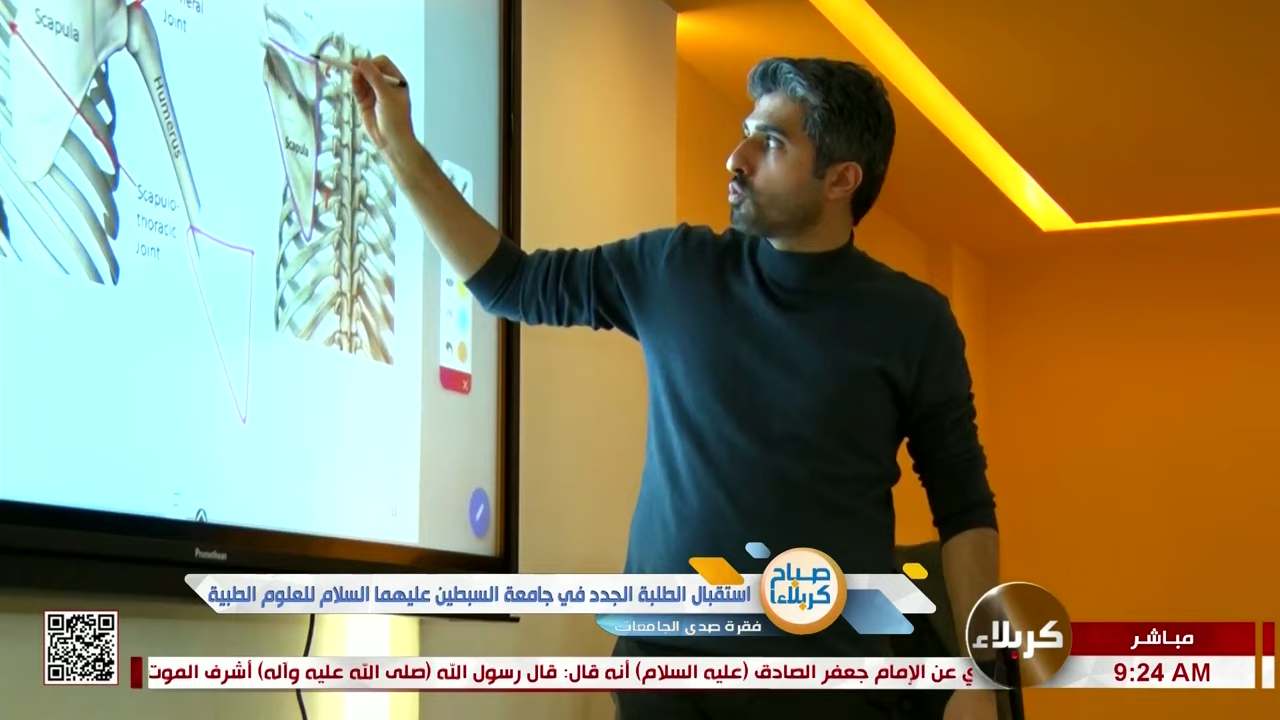 Scapula
Joint
Humerus
Scapulo-
thoracic
Joint
Scapula
Promethean
صباح
كربلاء
استقبال الطلبة الجدد في جامعة السبطين عليهما السلام للعلوم الطبية
فقرة صدى الجامعات
كربلاء
مباشر
9:24 AM
ي عن الإمام جعفر الصادق (عليه السلام) أنه قال: قال رسول الله (صلى الله عليه وآله) أشرف الموت